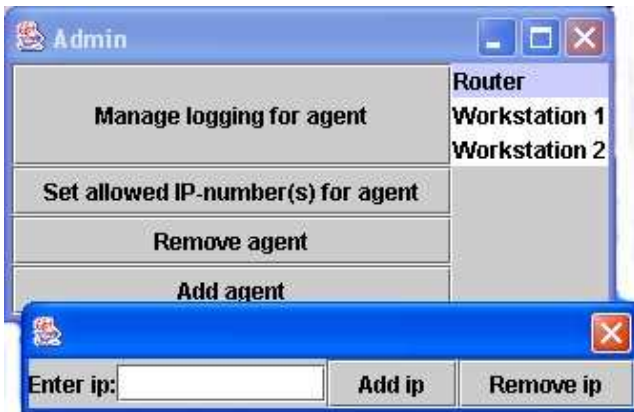 Admin
Manage logging for agent
Router
Workstation 1
Workstation 2
Set allowed IP-number(s) for agent
Remove agent
Add agent
Enter ip:
Add ip
Remove ip